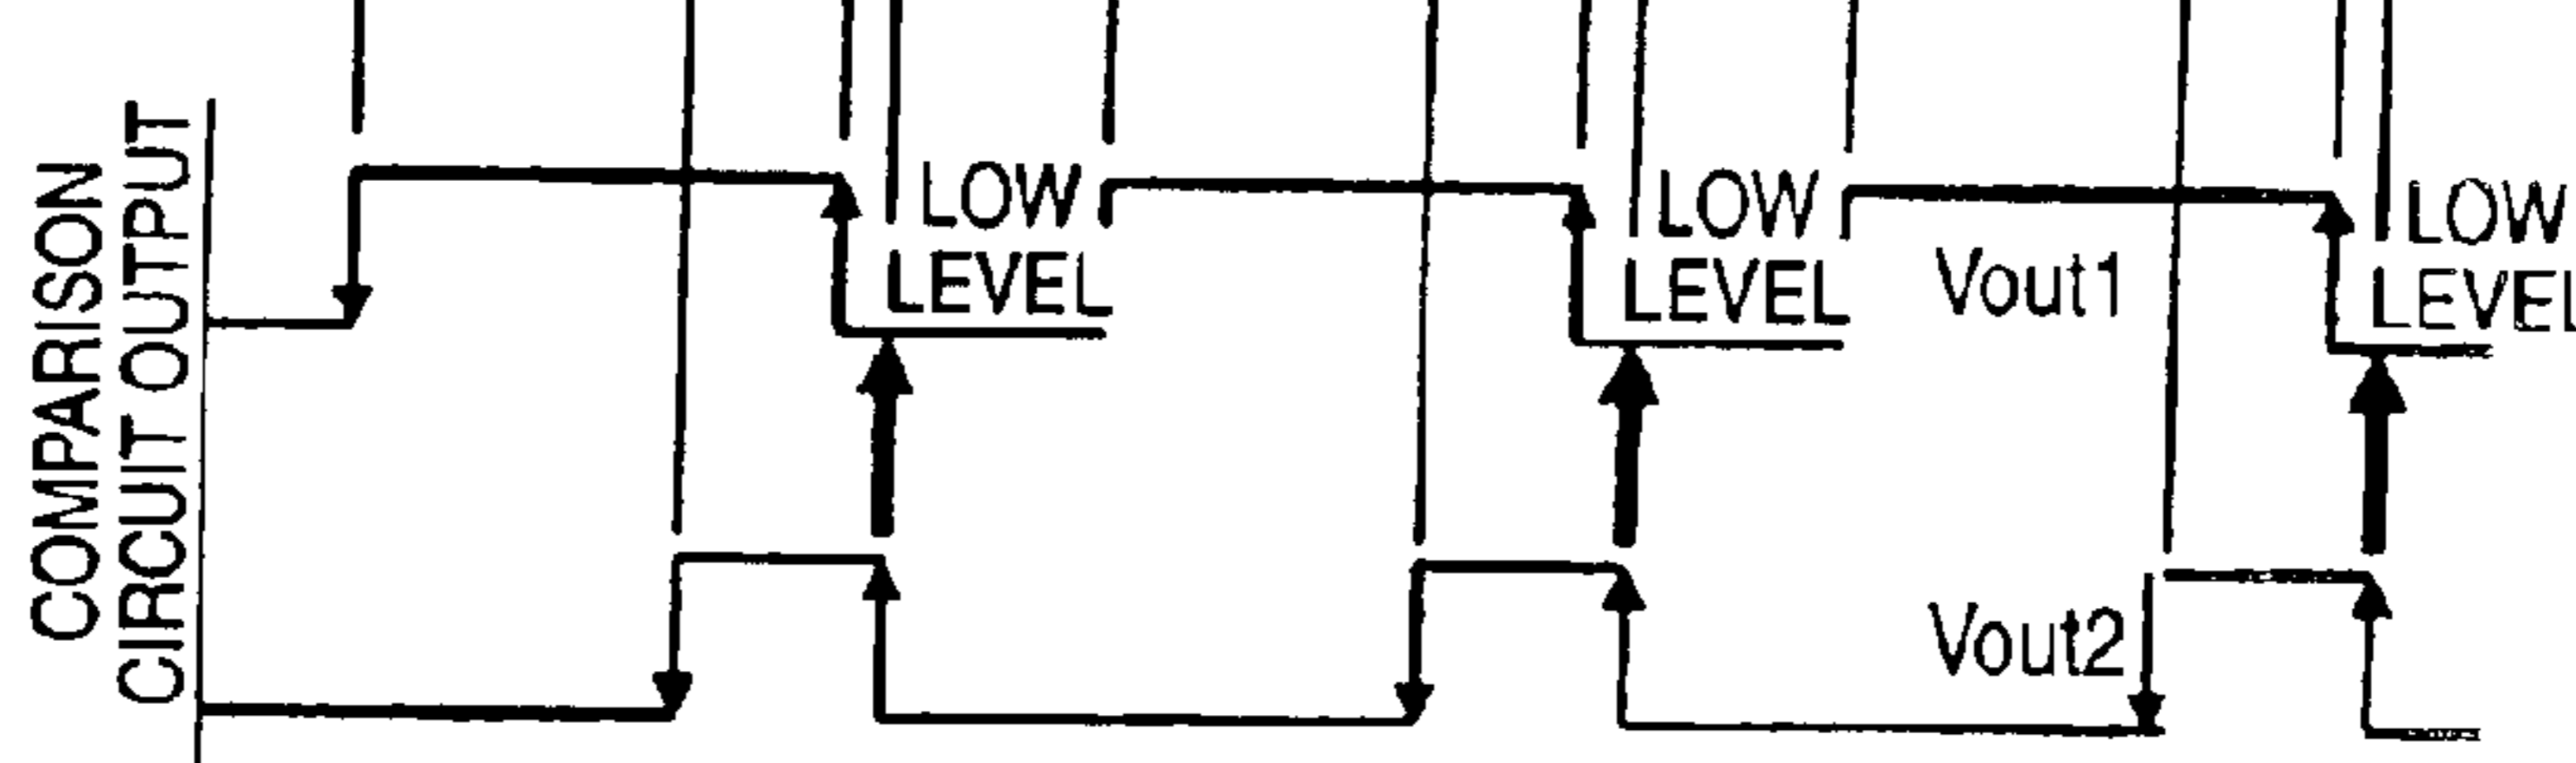 COMPARISON
CIRCUIT OUTPUT
LOW
LEVEL
LOW
LEVEL
Vout1
LOW
LEVEL
Vout2